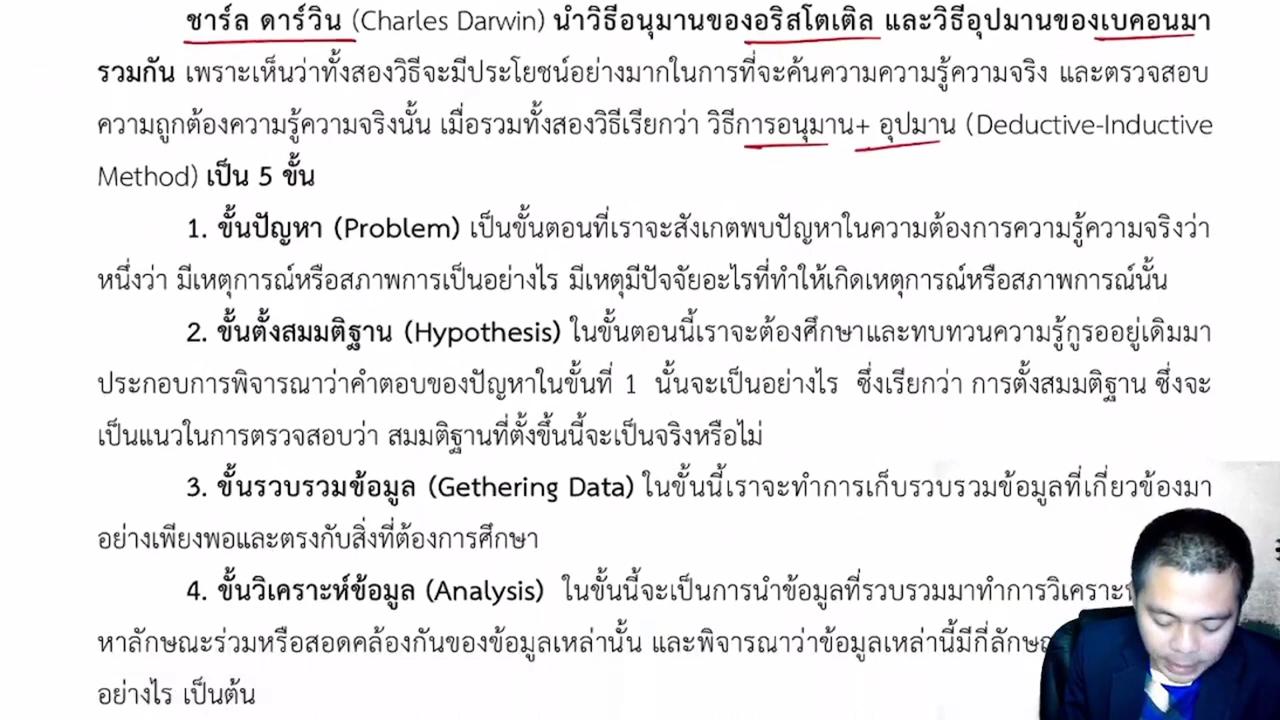 ชาร์ล ดาร์วิน (Charles Darwin) นำวิธีอนุมานของอริสโตเติล และวิธีอุปมานของเบคอนมา
รวมกัน เพราะเห็นว่าทั้งสองวิธีจะมีประโยชน์อย่างมากในการที่จะค้นความความรู้ความจริง และตรวจสอบ
ความถูกต้องความรู้ความจริงนั้น เมื่อรวมทั้งสองวิธีเรียกว่า วิธีการอนุมาน+ อุปมาน (Deductive-Inductive
Method) เป็น 5 ขั้น
1. ขั้นปัญหา (Problem) เป็นขั้นตอนที่เราจะสังเกตพบปัญหาในความต้องการความรู้ความจริงว่า
หนึ่งว่า มีเหตุการณ์หรือสภาพการเป็นอย่างไร มีเหตุมีปัจจัยอะไรที่ทำให้เกิดเหตุการณ์หรือสภาพการณ์นั้น
2. ขั้นตั้งสมมติฐาน (Hypothesis) ในขั้นตอนนี้เราจะต้องศึกษาและทบทวนความรู้กูรออยู่เดิมมา
ประกอบการพิจารณาว่าคำตอบของปัญหาในขั้นที่ 1 นั้นจะเป็นอย่างไร ซึ่งเรียกว่า การตั้งสมมติฐาน ซึ่งจะ
เป็นแนวในการตรวจสอบว่า สมมติฐานที่ตั้งขึ้นนี้จะเป็นจริงหรือไม่
3. ขั้นรวบรวมข้อมูล (Gethering Data) ในขั้นนี้เราจะทำการเก็บรวบรวมข้อมูลที่เกี่ยวข้องมา
อย่างเพียงพอและตรงกับสิ่งที่ต้องการศึกษา
4. ขั้นวิเคราะห์ข้อมูล (Analysis) ในขั้นนี้จะเป็นการนำข้อมูลที่รวบรวมมาทำการ
หาลักษณะร่วมหรือสอดคล้องกันของข้อมูลเหล่านั้น และพิจารณาว่าข้อมูลเหล่านี้มีกี่
อย่างไร เป็นต้น